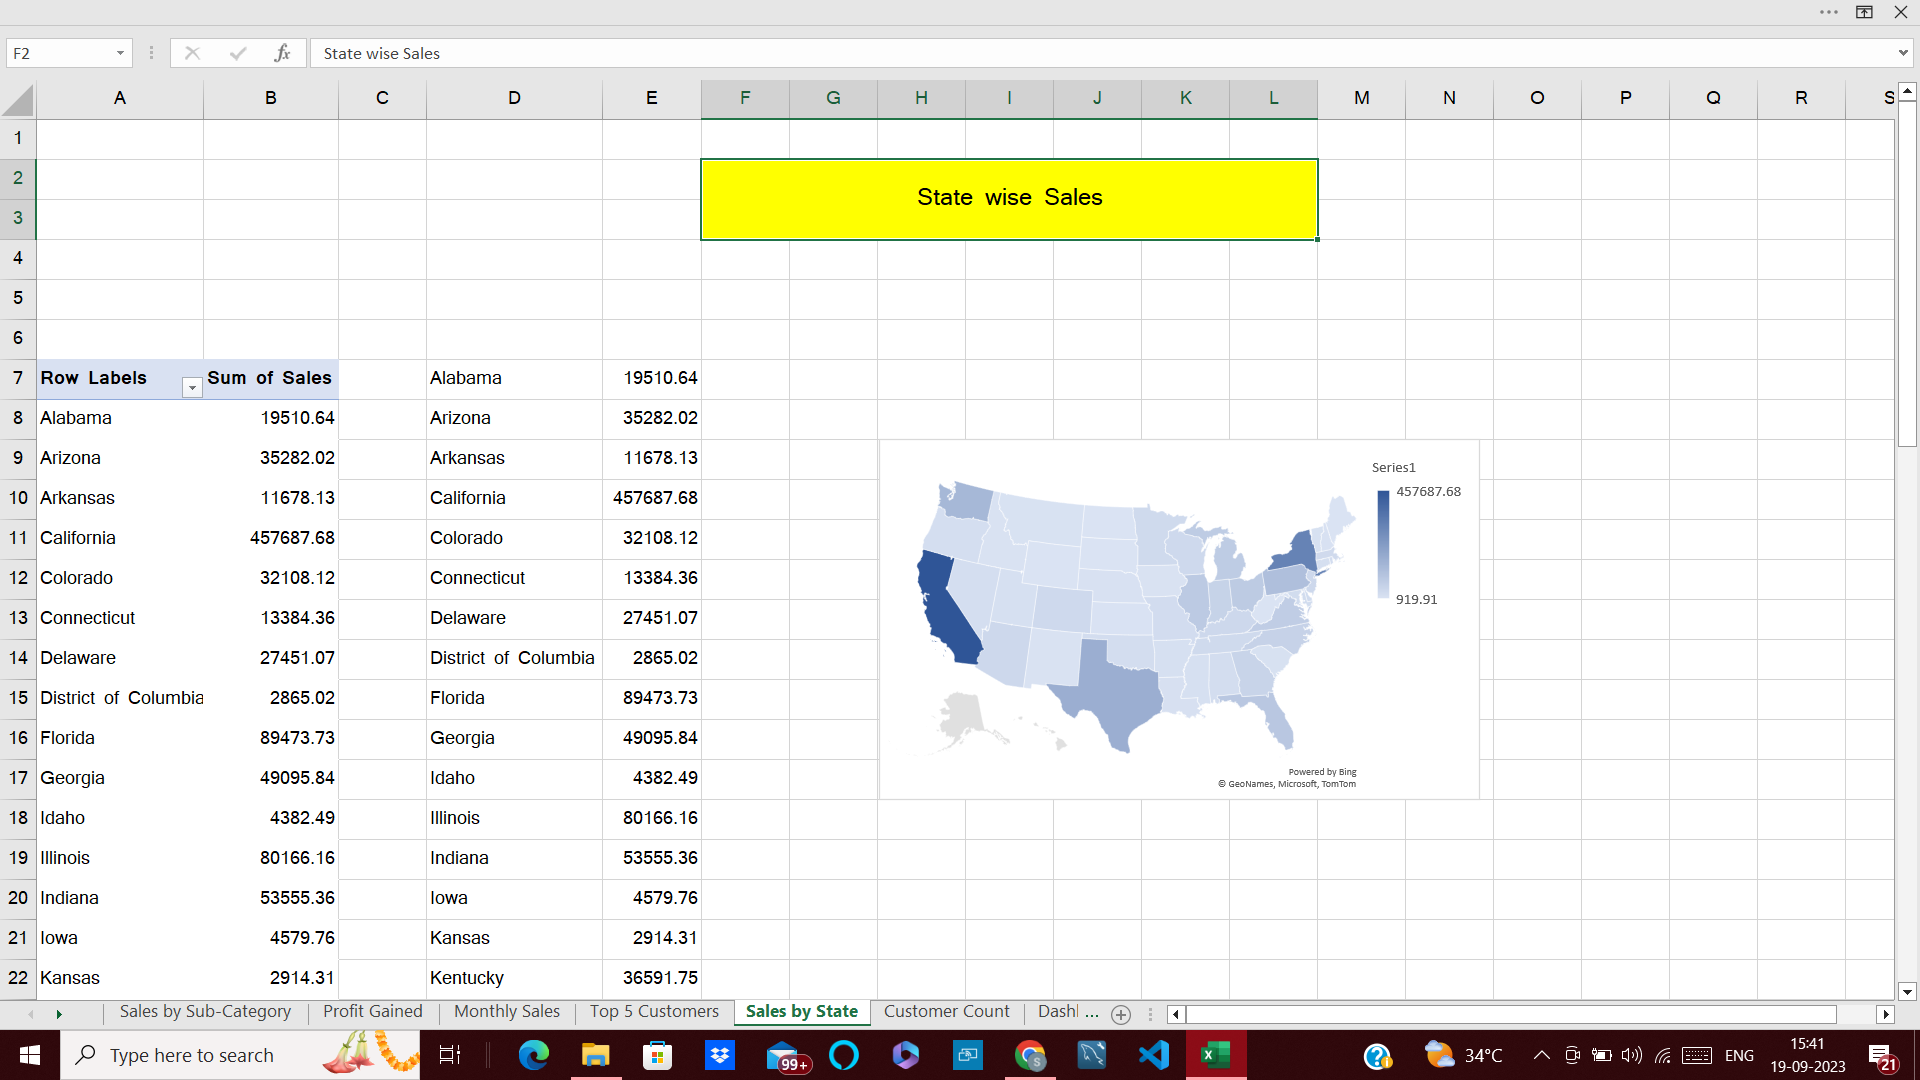 F2 State wise Sales
A B C D E F G H I J K L M N O P Q R S
1
2 State wise Sales
3
4
5
6
7 Row Labels Sum of Sales Alabama 19510.64
8 Alabama 19510.64 Arizona 35282.02
9 Arizona 35282.02 Arkansas 11678.13
10 Arkansas 11678.13 California 457687.68
11 California 457687.68 Colorado 32108.12
12 Colorado 32108.12 Connecticut 13384.36
13 Connecticut 13384.36 Delaware 27451.07
14 Delaware 27451.07 District of Columbia 2865.02
15 District of Columbia 2865.02 Florida 89473.73
16 Florida 89473.73 Georgia 49095.84
17 Georgia 49095.84 Idaho 4382.49
18 Idaho 4382.49 Illinois 80166.16
19 Illinois 80166.16 Indiana 53555.36
20 Indiana 53555.36 Iowa 4579.76
21 Iowa 4579.76 Kansas 2914.31
22 Kansas 2914.31 Kentucky 36591.75
Series1
457687.68
919.91
Powered by Bing
© GeoNames, Microsoft, TomTom
Sales by Sub-Category Profit Gained Monthly Sales Top 5 Customers Sales by State Customer Count Dashl ...
Type here to search 99+ S 34°C ENG 15:41
19-09-2023 21